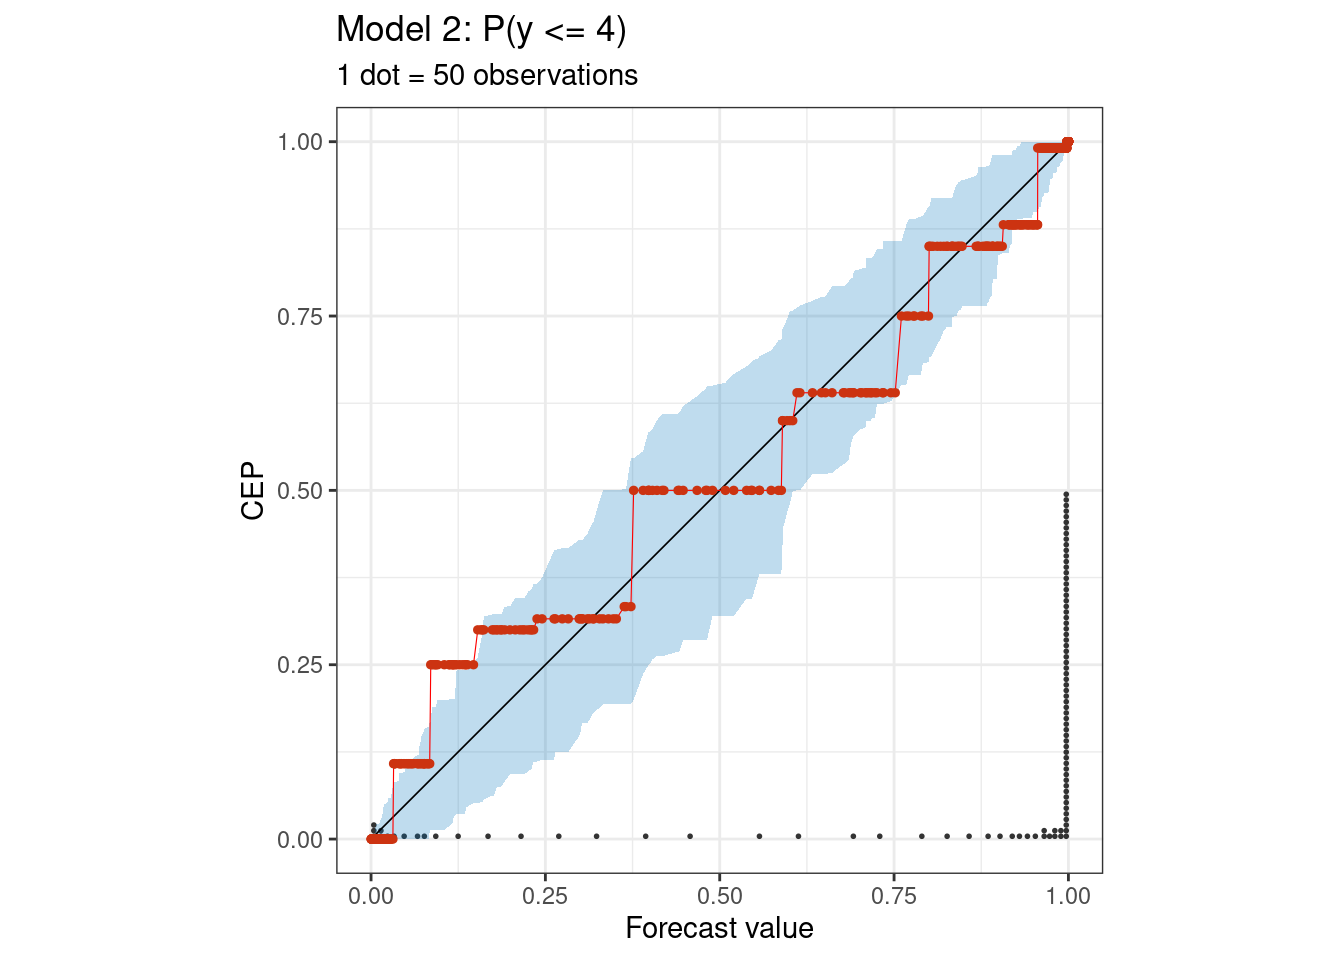 Model 2: P(y <= 4)
1 dot = 50 observations
1.00
0.75
0.50
0.25
0.00
CEP
0.00 0.25 0.50 0.75 1.00
Forecast value